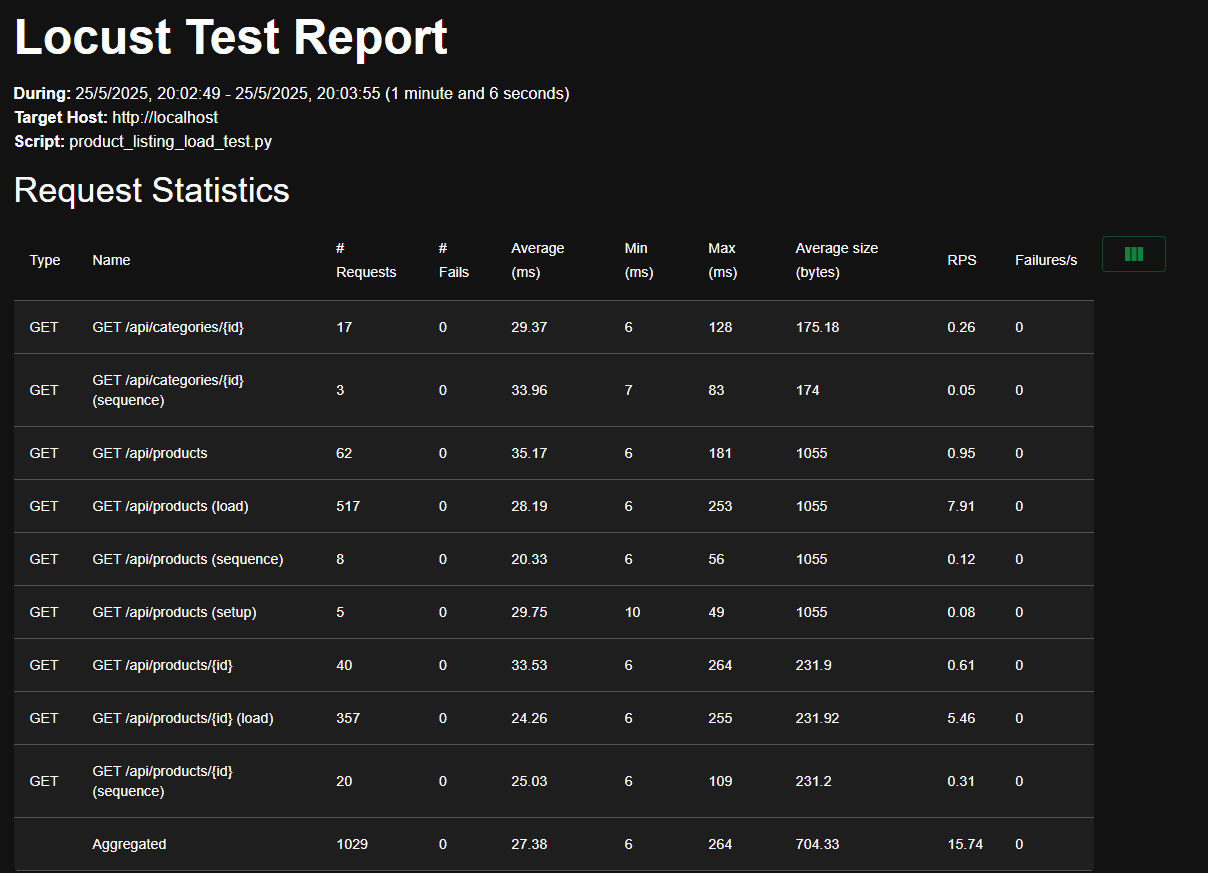 Locust Test Report
During: 25/5/2025, 20:02:49 - 25/5/2025, 20:03:55 (1 minute and 6 seconds)
Target Host: http://localhost
Script: product_listing_load_test.py
Request Statistics
Type Name # Requests # Fails Average (ms) Min (ms) Max (ms) Average size (bytes) RPS Failures/s
GET GET /api/categories/{id} 17 0 29.37 6 128 175.18 0.26 0
GET GET /api/categories/{id} (sequence) 3 0 33.96 7 83 174 0.05 0
GET GET /api/products 62 0 35.17 6 181 1055 0.95 0
GET GET /api/products (load) 517 0 28.19 6 253 1055 7.91 0
GET GET /api/products (sequence) 8 0 20.33 6 56 1055 0.12 0
GET GET /api/products (setup) 5 0 29.75 10 49 1055 0.08 0
GET GET /api/products/{id} 40 0 33.53 6 264 231.9 0.61 0
GET GET /api/products/{id} (load) 357 0 24.26 6 255 231.92 5.46 0
GET GET /api/products/{id} (sequence) 20 0 25.03 6 109 231.2 0.31 0
Aggregated 1029 0 27.38 6 264 704.33 15.74 0